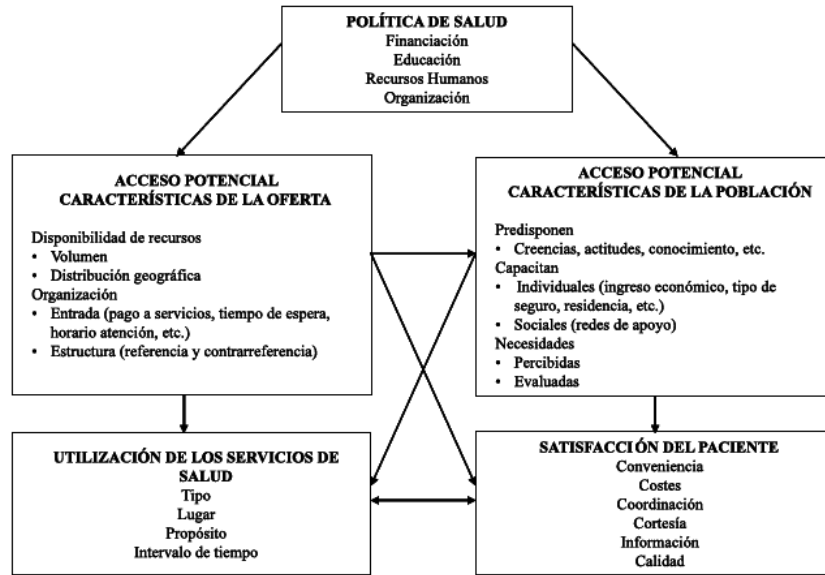 POLÍTICA DE SALUD
Financiación
Educación
Recursos Humanos
Organización
ACCESO POTENCIAL
CARACTERÍSTICAS DE LA OFERTA
Disponibilidad de recursos
• Volumen
• Distribución geográfica
Organización
• Entrada (pago a servicios, tiempo de espera,
horario atención, etc.)
• Estructura (referencia y contrarreferencia)
ACCESO POTENCIAL
CARACTERÍSTICAS DE LA POBLACIÓN
Predisponen
• Creencias, actitudes, conocimiento, etc.
Capacitan
• Individuales (ingreso económico, tipo de
seguro, residencia, etc.)
• Sociales (redes de apoyo)
Necesidades
• Percibidas
• Evaluadas
UTILIZACIÓN DE LOS SERVICIOS DE
SALUD
Tipo
Lugar
Propósito
Intervalo de tiempo
SATISFACCIÓN DEL PACIENTE
Conveniencia
Costes
Coordinación
Cortesía
Información
Calidad